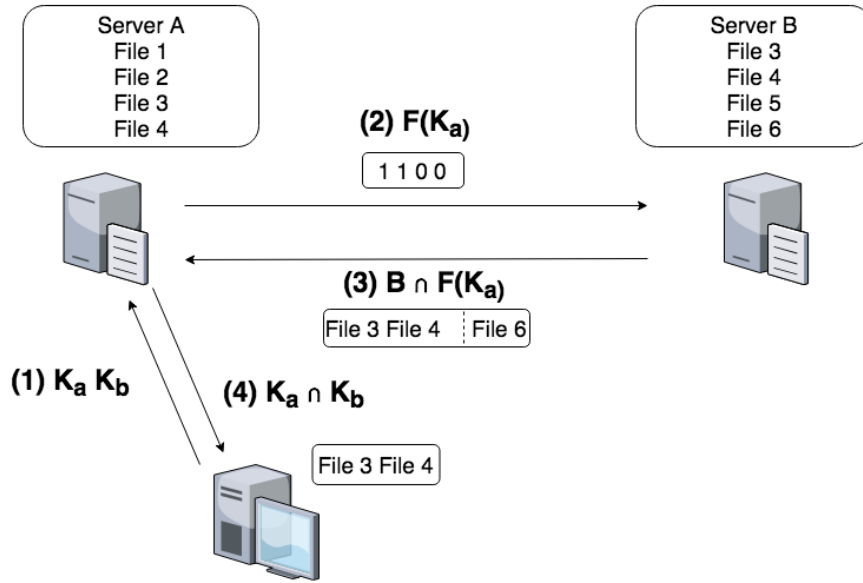 Server A
File 1
File 2
File 3
File 4
Server B
File 3
File 4
File 5
File 6
(2) F(Kₐ)
1 1 0 0
(3) B ∩ F(Kₐ)
File 3 File 4 File 6
(1) Kₐ K_b
(4) Kₐ ∩ K_b
File 3 File 4